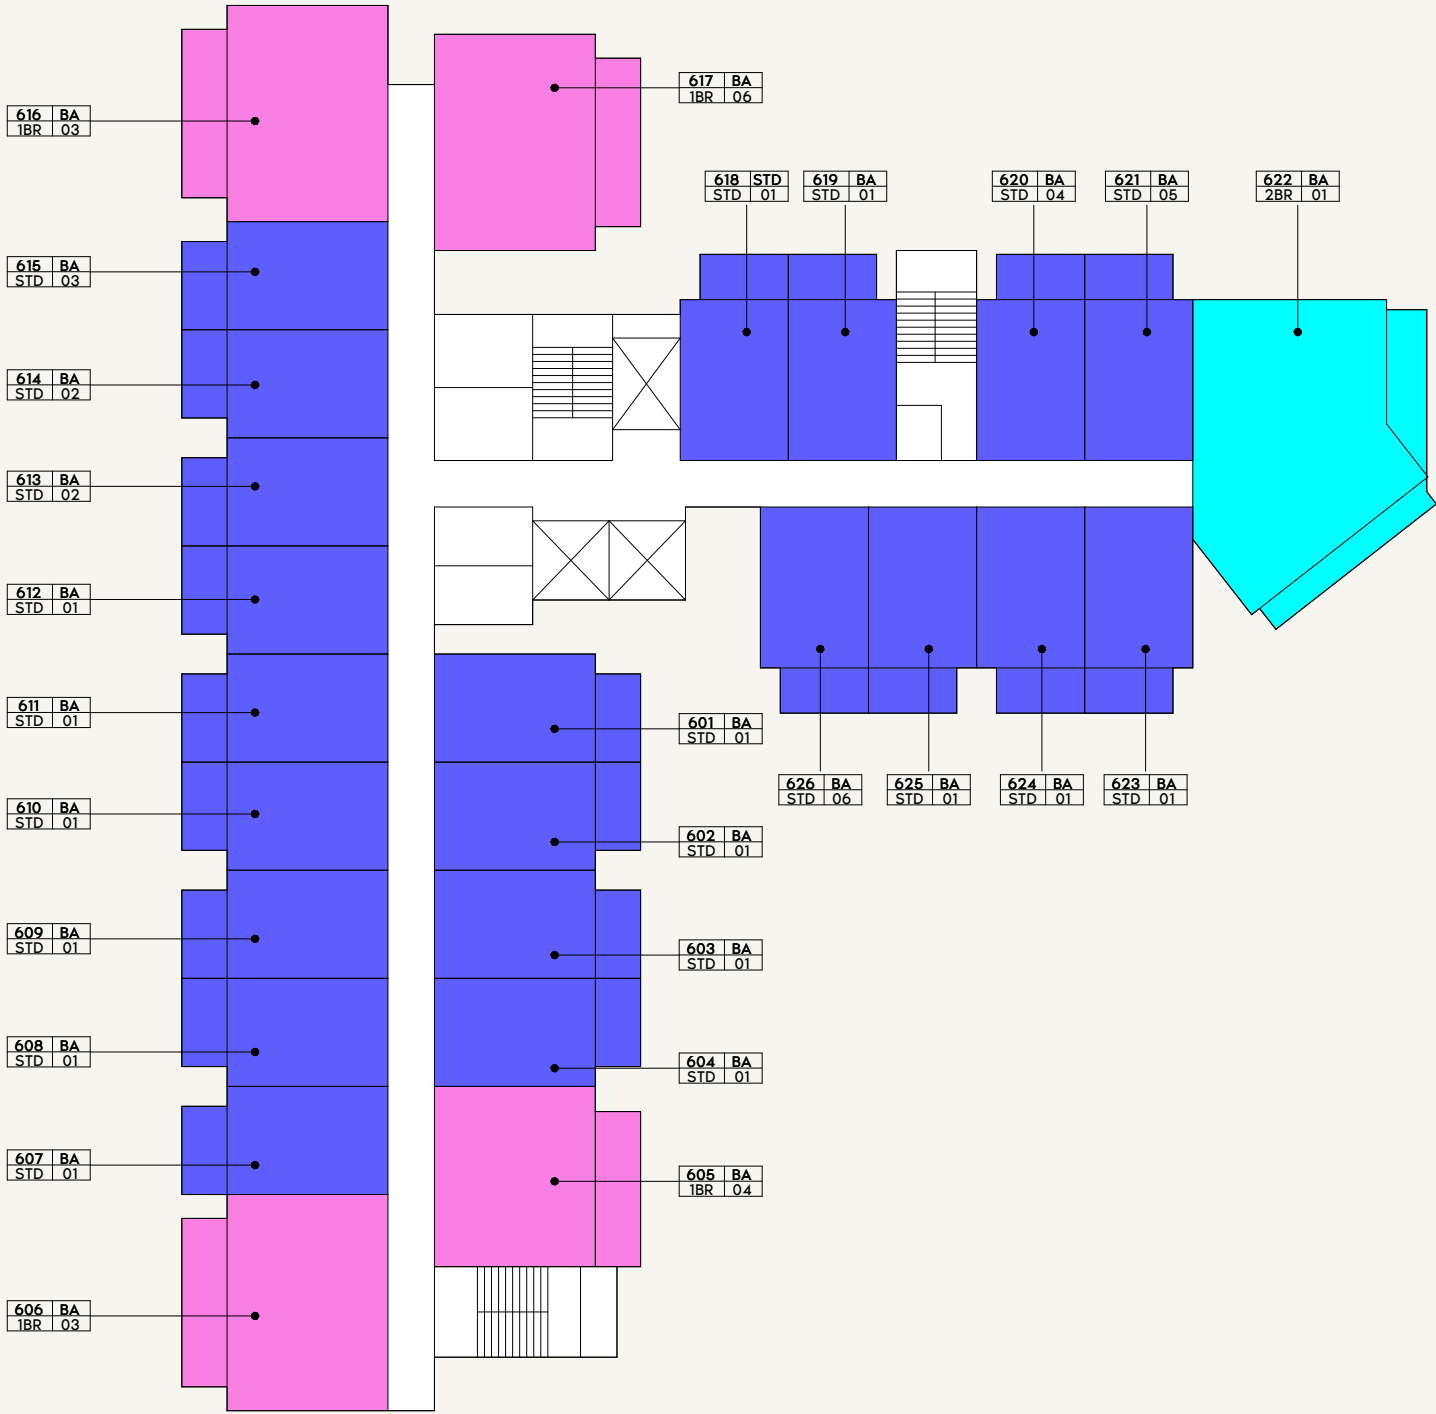 617 BA
1BR 06
616 BA
1BR 03
618 STD
STD 01
619 BA
STD 01
620 BA
STD 04
621 BA
STD 05
622 BA
2BR 01
615 BA
STD 03
614 BA
STD 02
613 BA
STD 02
612 BA
STD 01
611 BA
STD 01
601 BA
STD 01
626 BA
STD 06
625 BA
STD 01
624 BA
STD 01
623 BA
STD 01
610 BA
STD 01
602 BA
STD 01
609 BA
STD 01
603 BA
STD 01
608 BA
STD 01
604 BA
STD 01
607 BA
STD 01
605 BA
1BR 04
606 BA
1BR 03